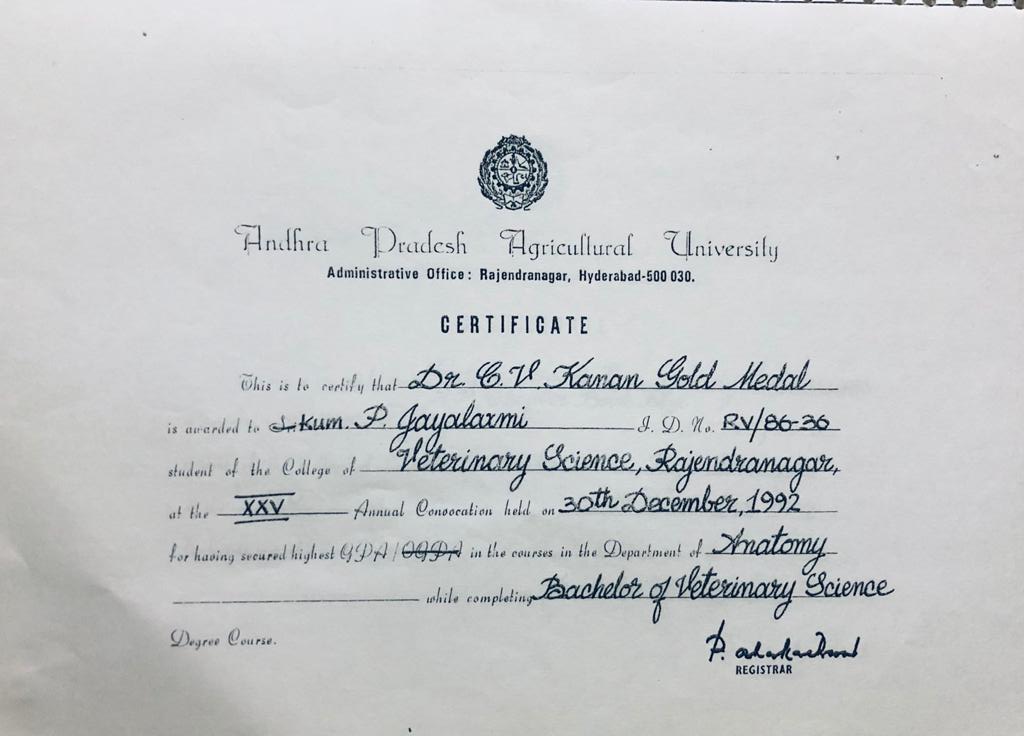 Andhra Pradesh Agricultural University
Administrative Office: Rajendranagar, Hyderabad-500 030.
CERTIFICATE
This is to certify that Dr. C.V. Kanan Gold Medal
is awarded to Kum. P. Jayalaxmi I. D. No. RV/86-36
student of the College of Veterinary Science, Rajendranagar,
at the XXV Annual Convocation held on 30th December, 1992
for having secured highest GPA/OGPA in the courses in the Department of Anatomy
while completing Bachelor of Veterinary Science
Degree Course.
P.
REGISTRAR